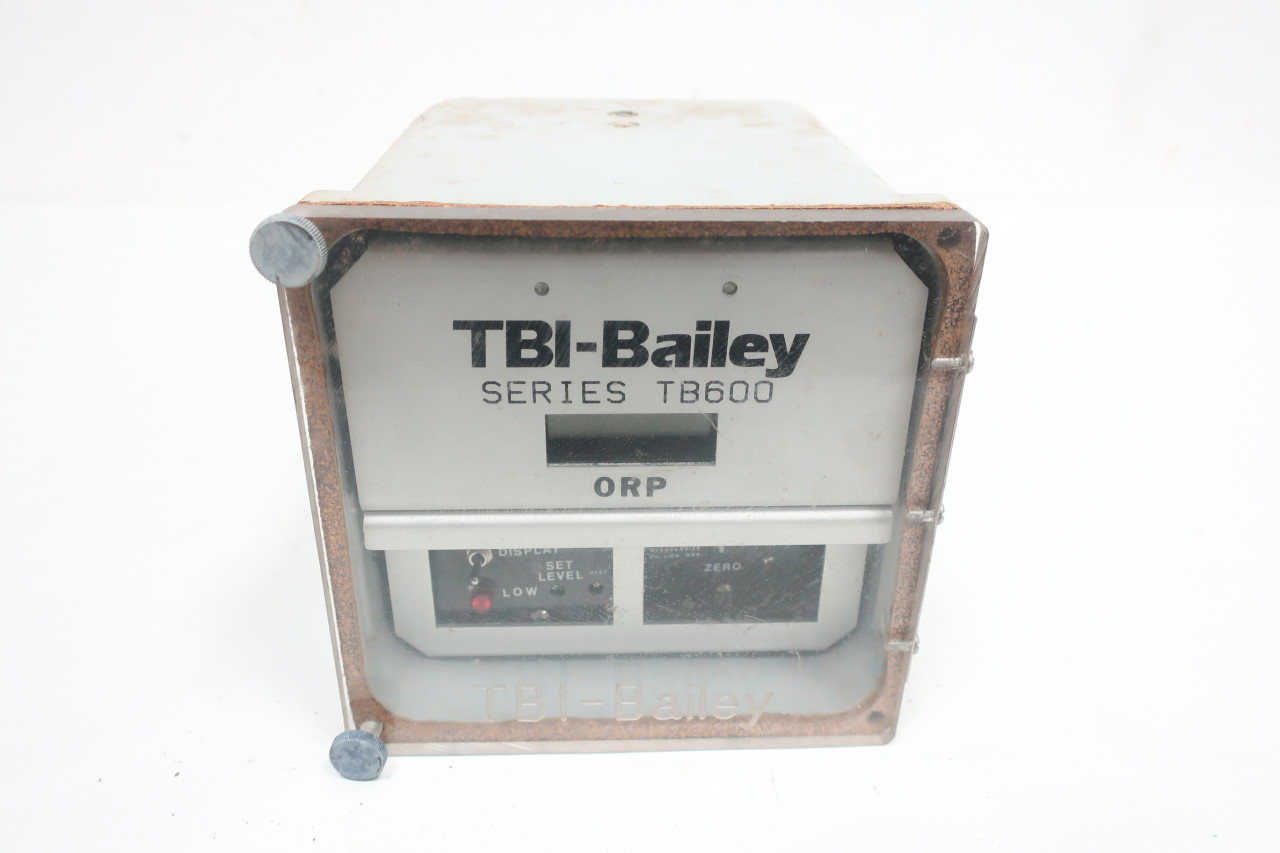 TBI-Bailey
SERIES TB600
ORP
DISPLAY
SET
LEVEL
LOW
ZERO
TBI-Bailey